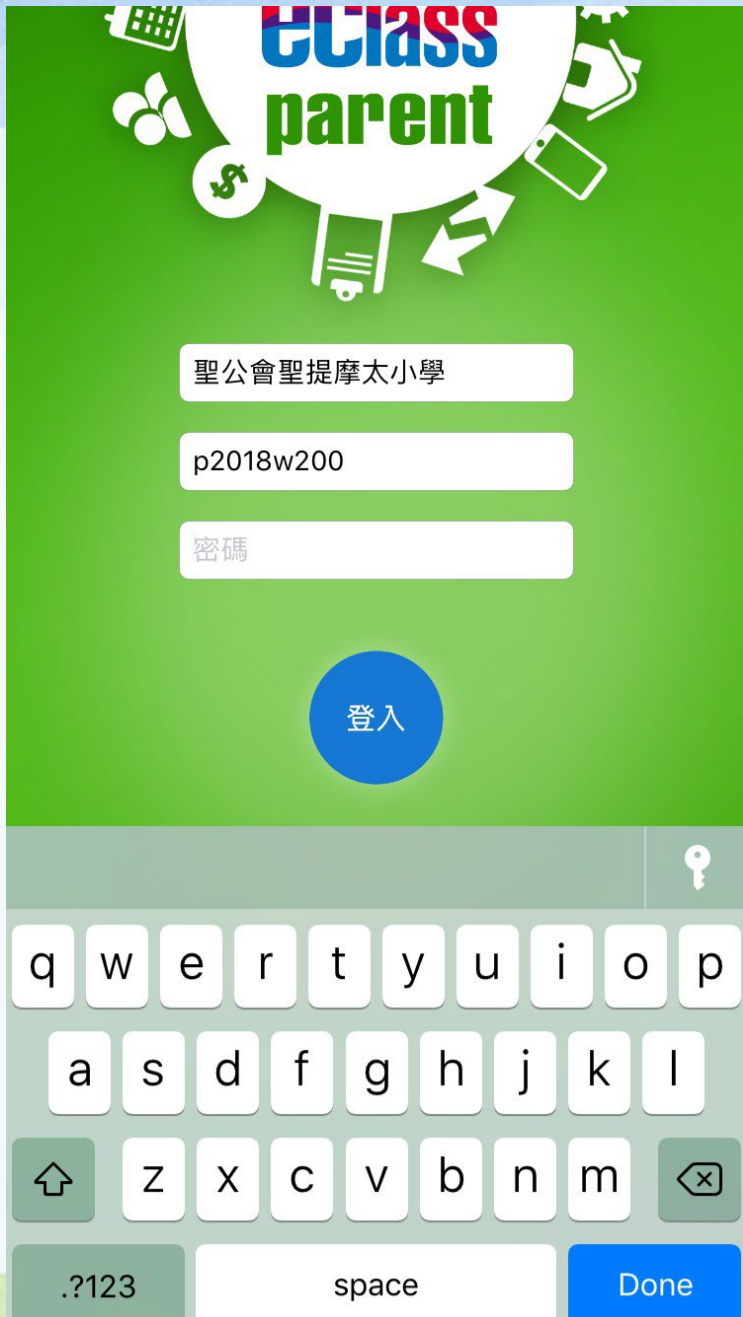 eClass
parent
$
聖公會聖提摩太小學
p2018w200
密碼
登入
q w e r t y u i o p
a s d f g h j k l
z x c v b n m
.?123 space Done